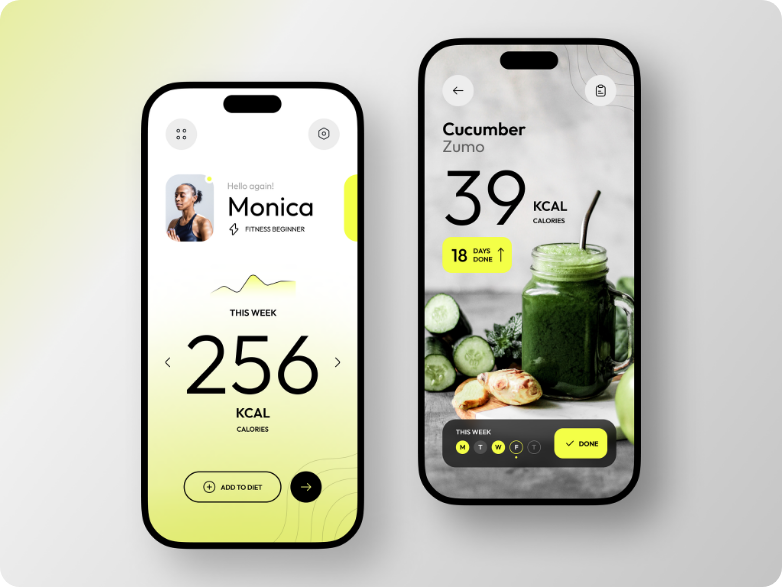 Hello again!
Monica
FITNESS BEGINNER
THIS WEEK
256
KCAL
CALORIES
ADD TO DIET
Cucumber
Zumo
39 KCAL
CALORIES
18 DAYS
DONE
THIS WEEK
M T W F T
DONE